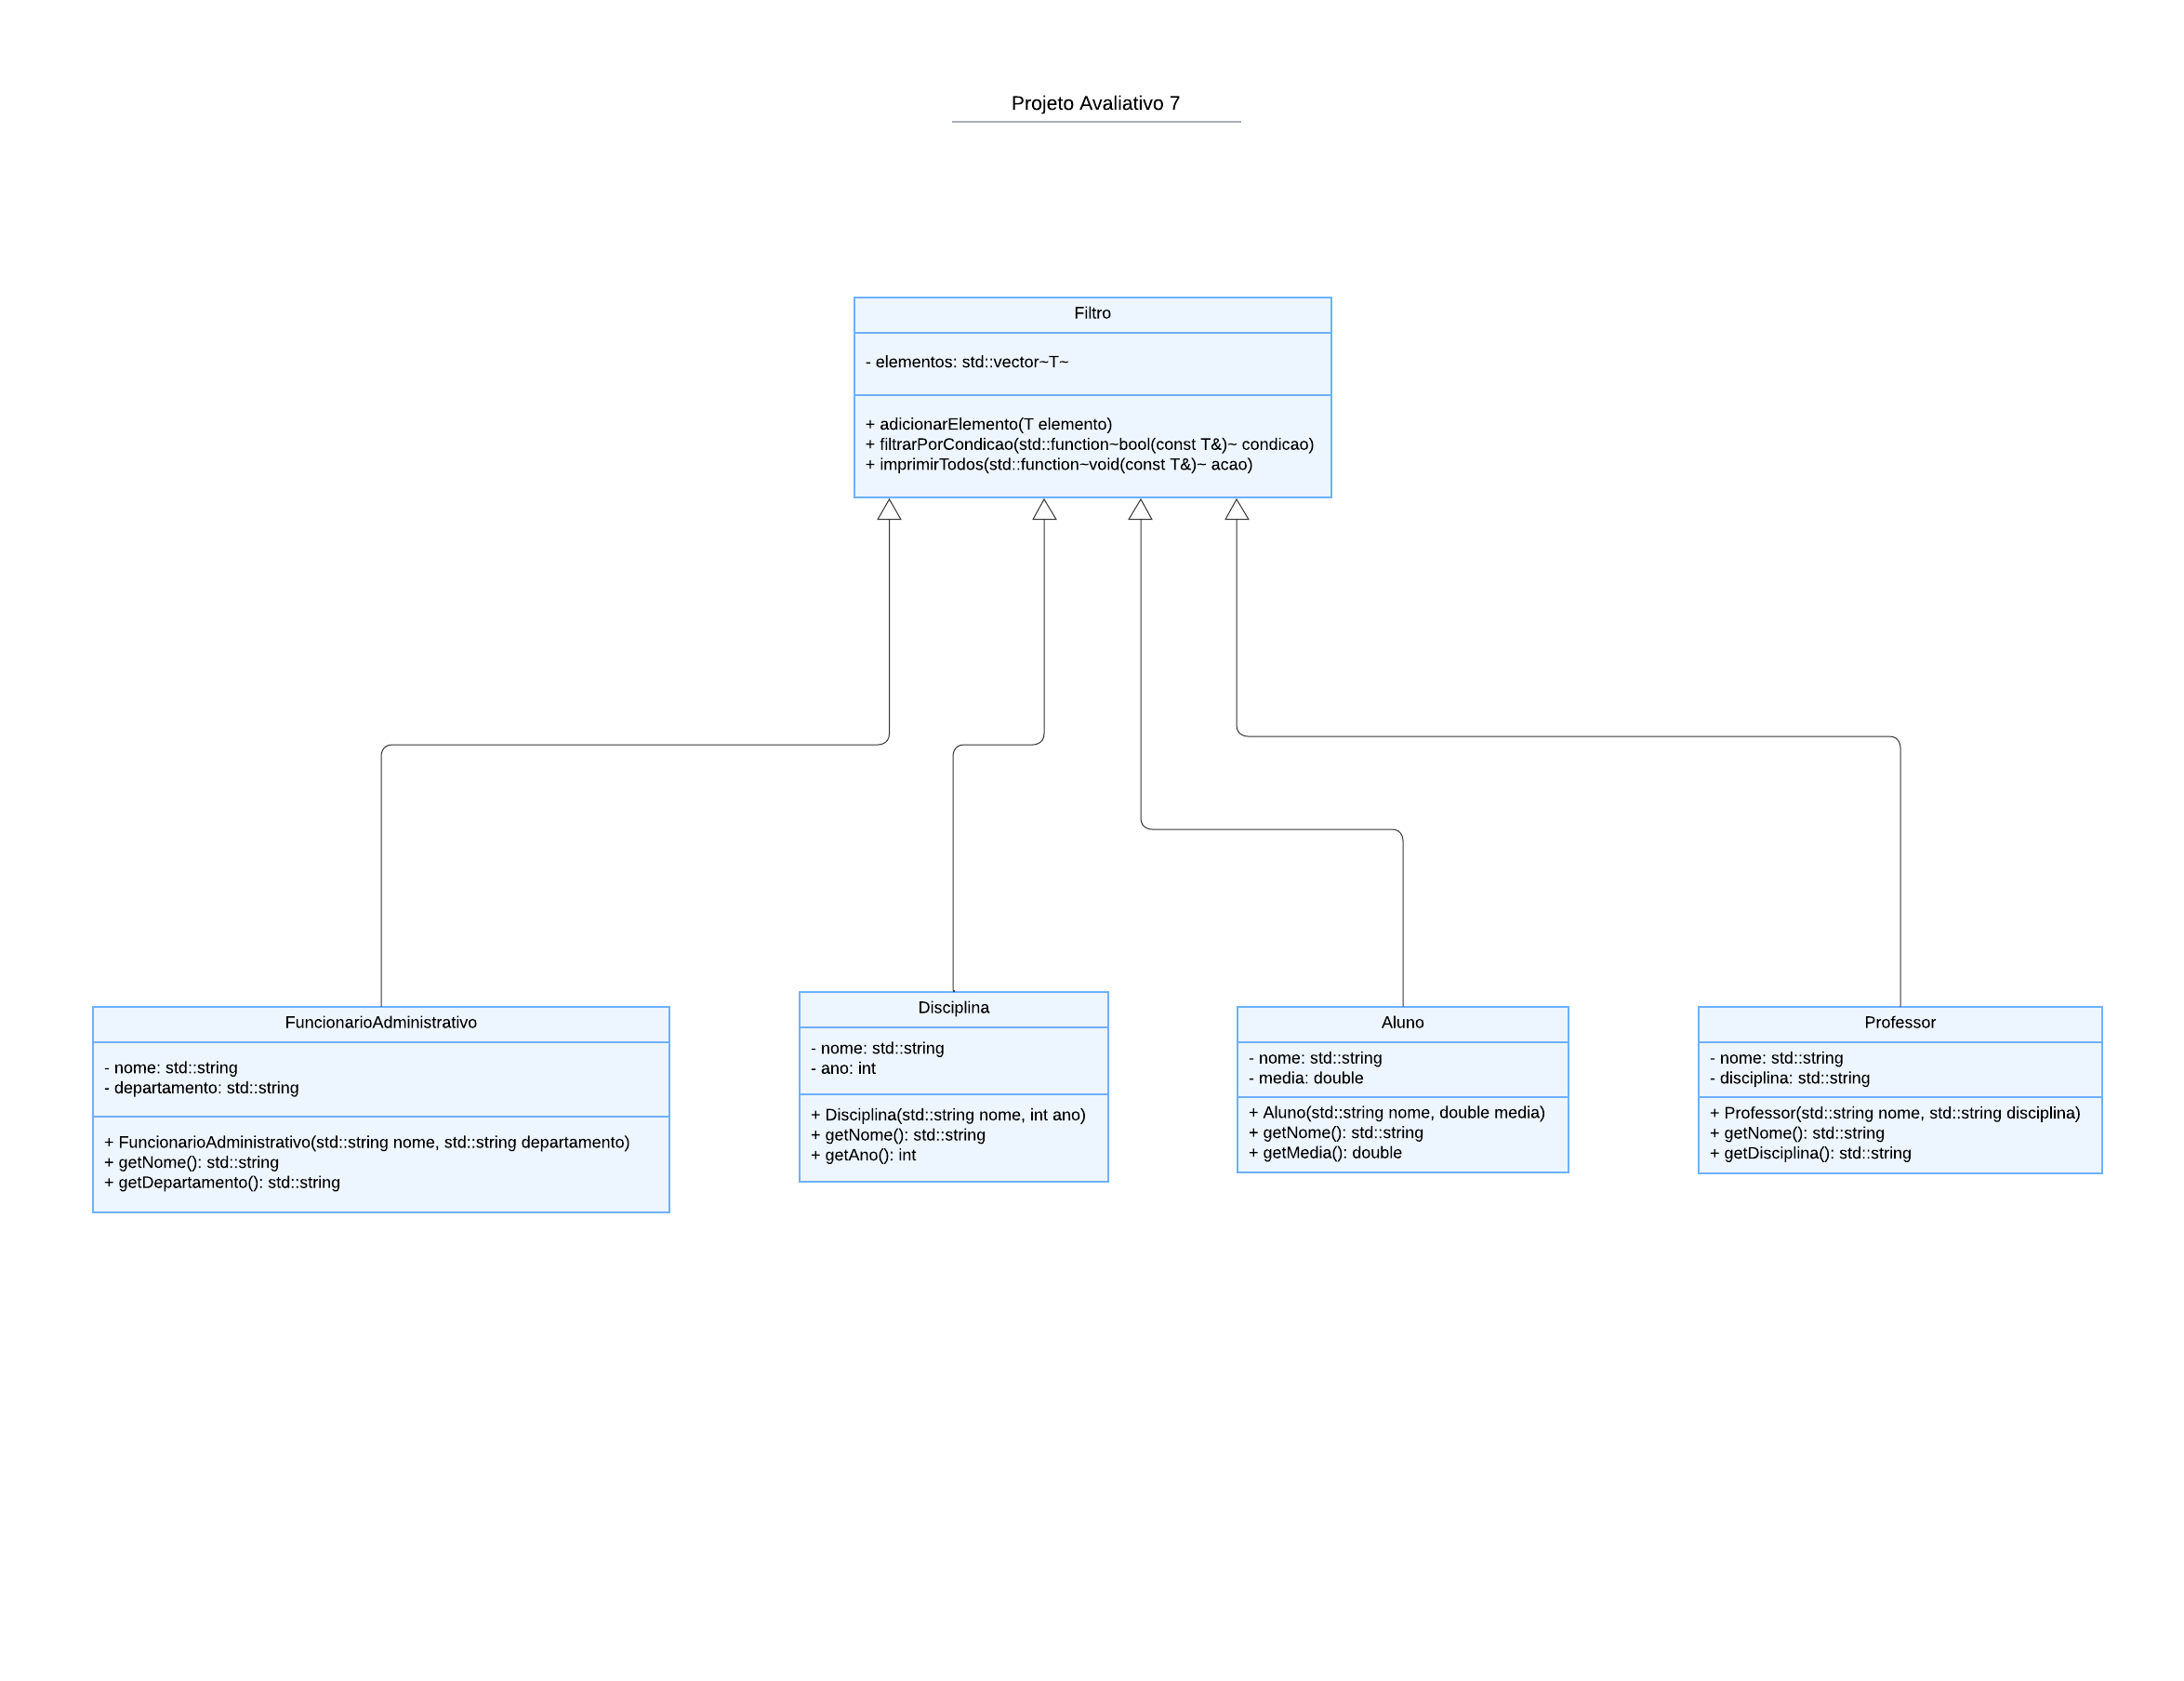 Projeto Avaliativo 7
Filtro
- elementos: std::vector~T~
+ adicionarElemento(T elemento)
+ filtrarPorCondicao(std::function~bool(const T&)~ condicao)
+ imprimirTodos(std::function~void(const T&)~ acao)
FuncionarioAdministrativo
- nome: std::string
- departamento: std::string
+ FuncionarioAdministrativo(std::string nome, std::string departamento)
+ getNome(): std::string
+ getDepartamento(): std::string
Disciplina
- nome: std::string
- ano: int
+ Disciplina(std::string nome, int ano)
+ getNome(): std::string
+ getAno(): int
Aluno
- nome: std::string
- media: double
+ Aluno(std::string nome, double media)
+ getNome(): std::string
+ getMedia(): double
Professor
- nome: std::string
- disciplina: std::string
+ Professor(std::string nome, std::string disciplina)
+ getNome(): std::string
+ getDisciplina(): std::string